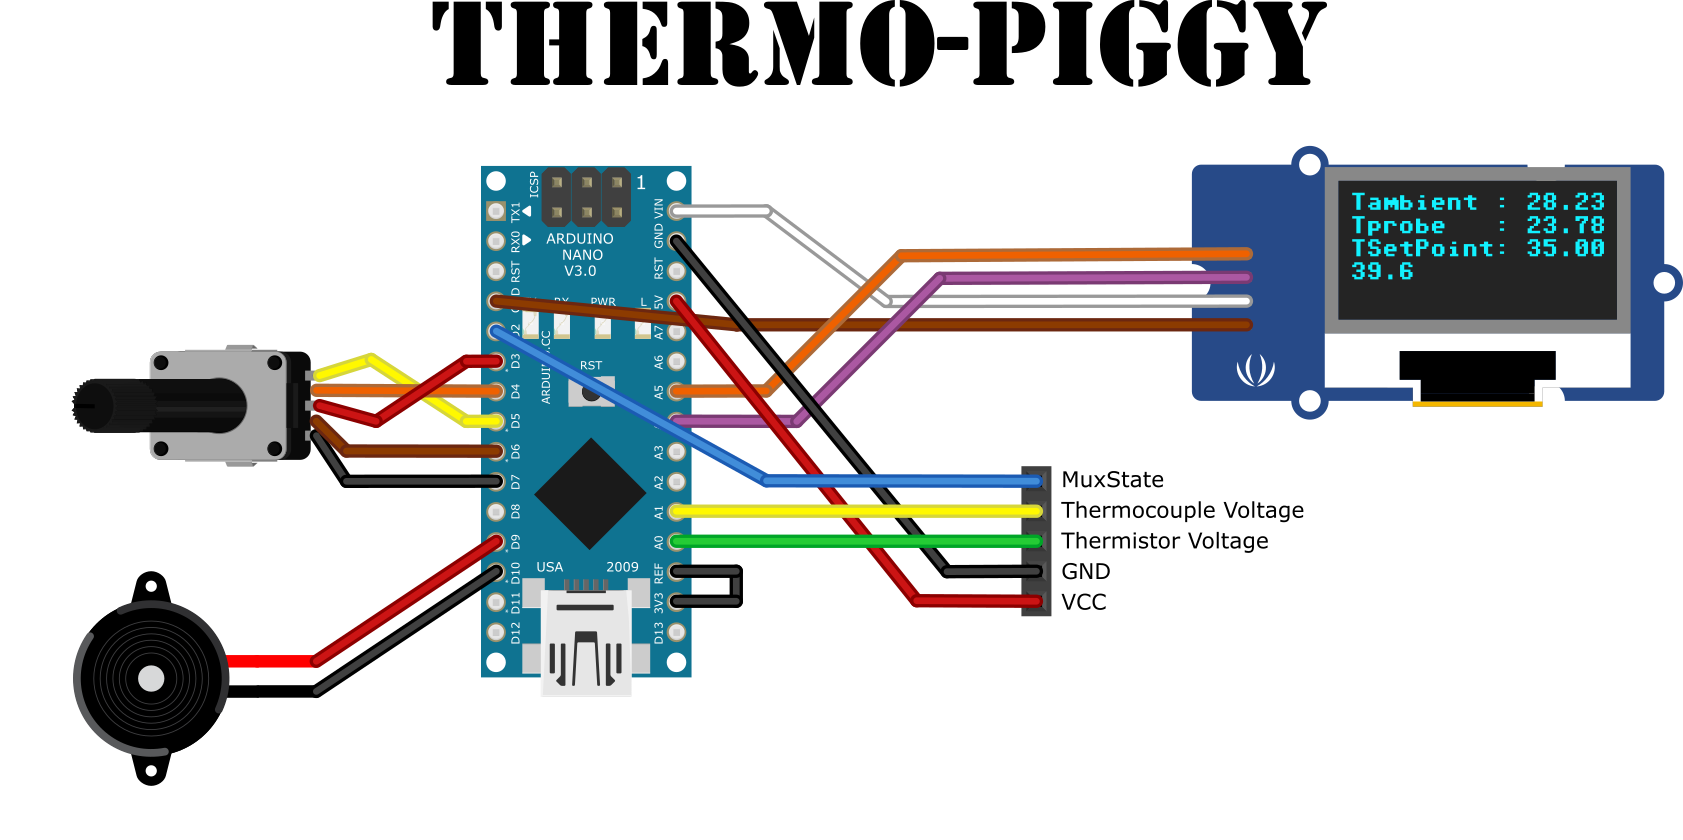 THERMO-PIGGY
ICSP
1
ARDUINO
NANO
V3.0
TX1
RX0
RST
D3
D4
D5
D6
D7
D8
D9
D10
D11
D12
VIN
GND
RST
5V
A7
A6
A5
A3
A2
A1
A0
REF
3V3
D13
PWR
L
RST
USA 2009
Tambient : 28.23
Tprobe : 23.78
TSetPoint: 35.00
39.6
MuxState
Thermocouple Voltage
Thermistor Voltage
GND
VCC